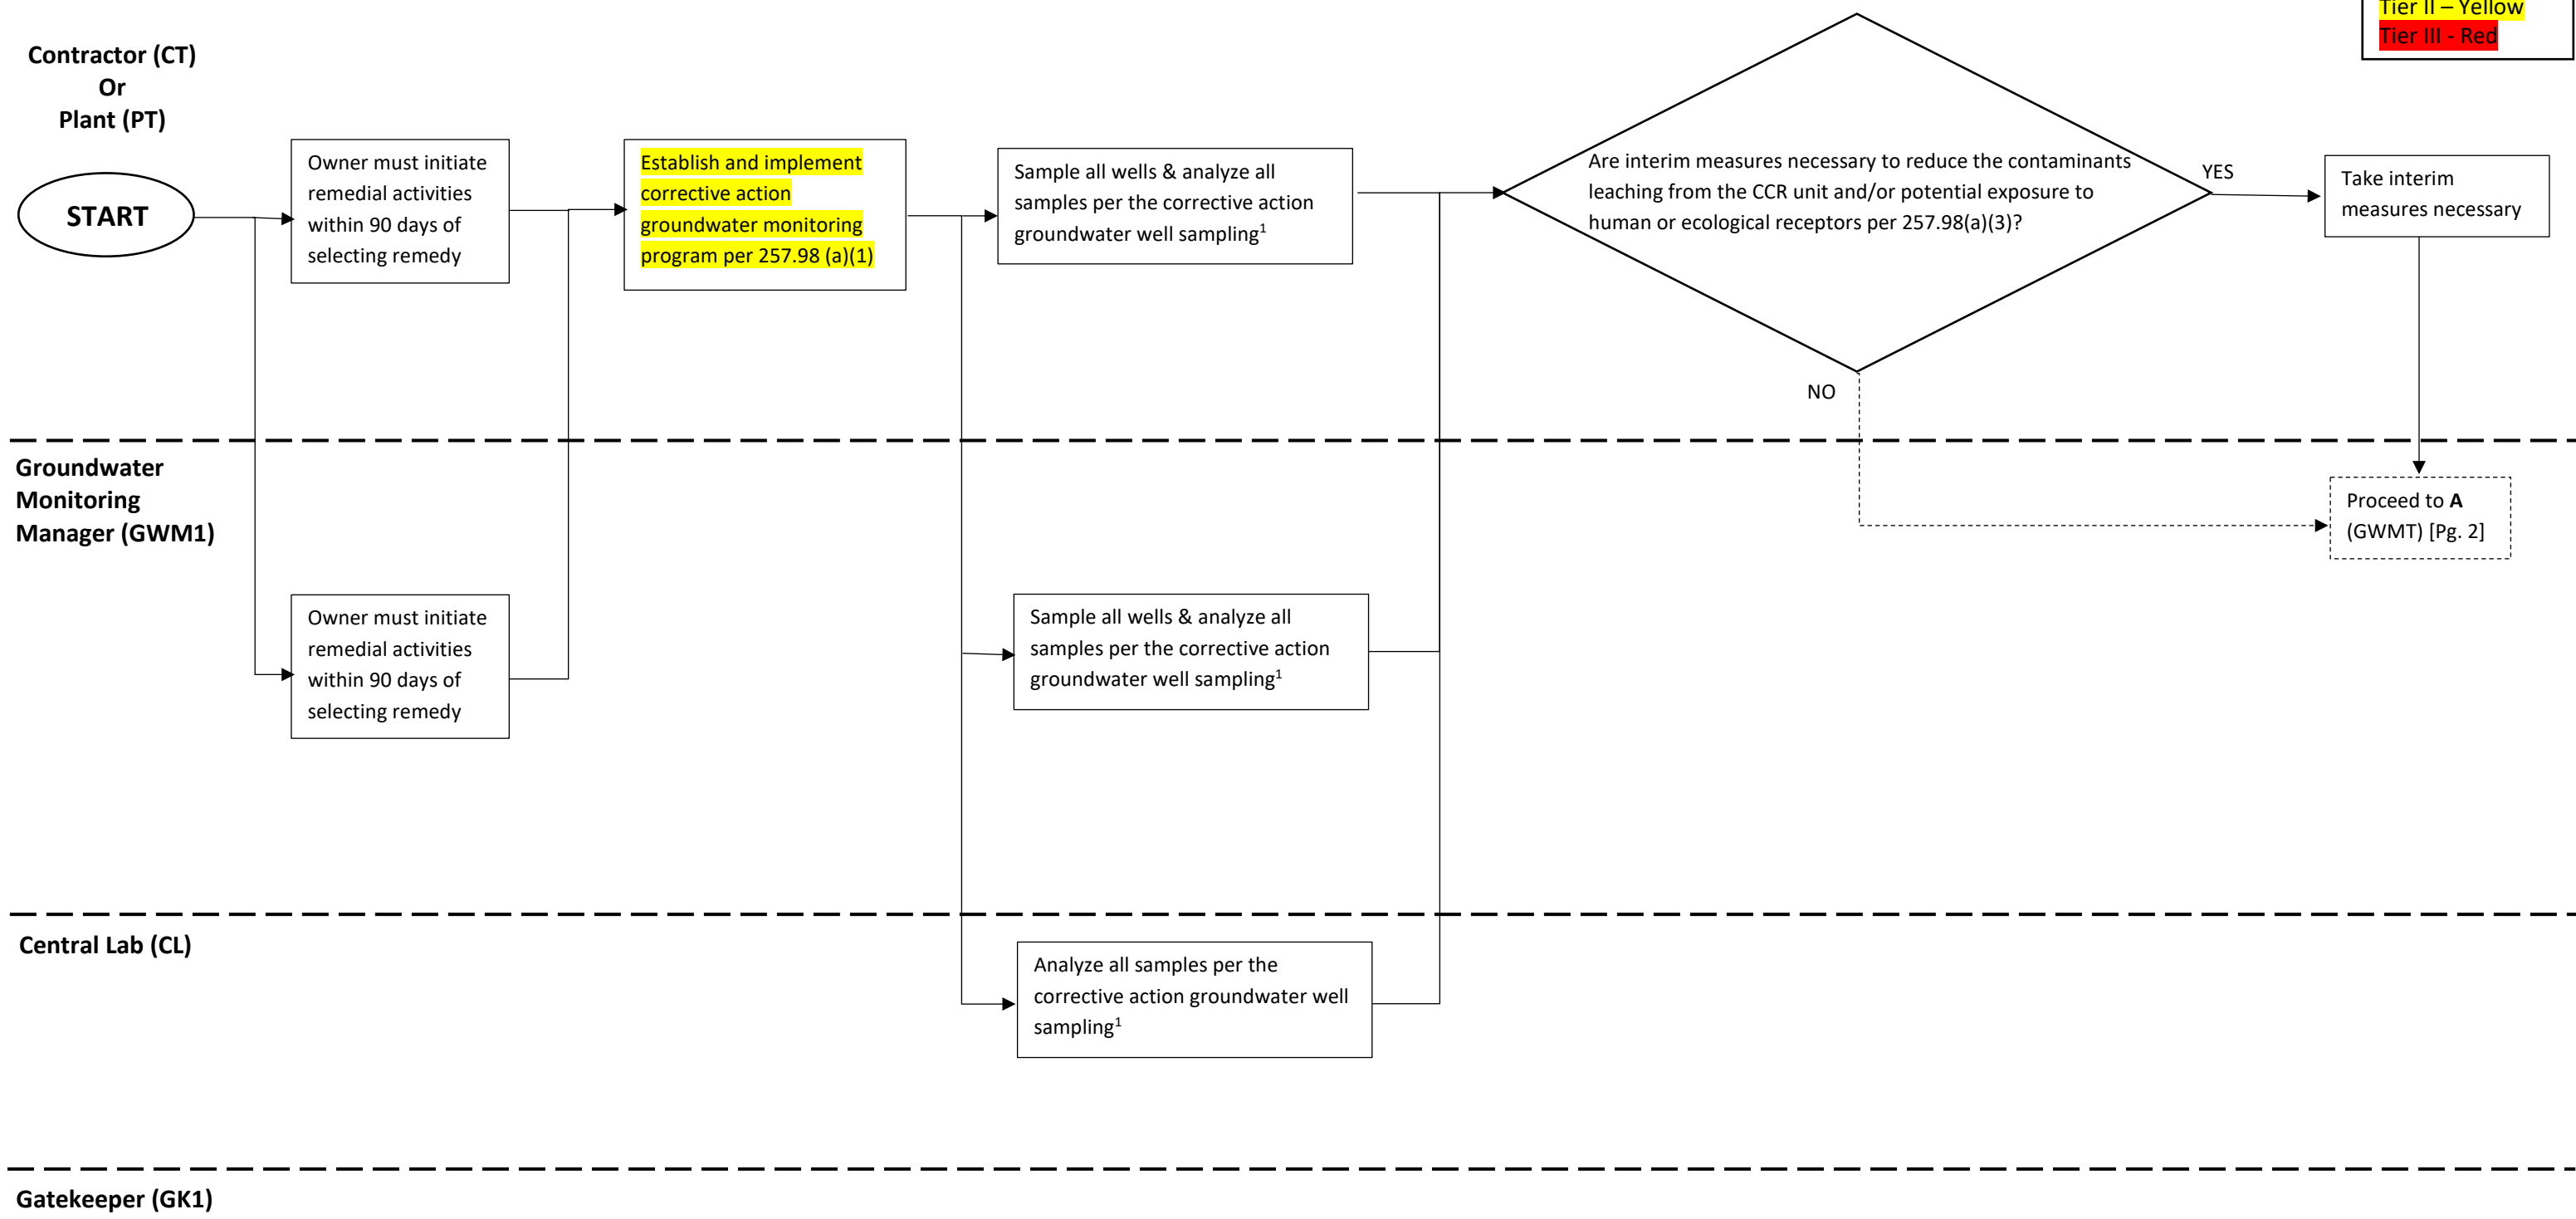 Tier II – Yellow
Tier III - Red
Contractor (CT)
Or
Plant (PT)
START
Owner must initiate
remedial activities
within 90 days of
selecting remedy
Establish and implement
corrective action
groundwater monitoring
program per 257.98 (a)(1)
Sample all wells & analyze all
samples per the corrective action
groundwater well sampling¹
Are interim measures necessary to reduce the contaminants
leaching from the CCR unit and/or potential exposure to
human or ecological receptors per 257.98(a)(3)?
YES
NO
Take interim
measures necessary
Groundwater
Monitoring
Manager (GWM1)
Owner must initiate
remedial activities
within 90 days of
selecting remedy
Sample all wells & analyze all
samples per the corrective action
groundwater well sampling¹
Proceed to A
(GWMT) [Pg. 2]
Central Lab (CL)
Analyze all samples per the
corrective action groundwater well
sampling¹
Gatekeeper (GK1)